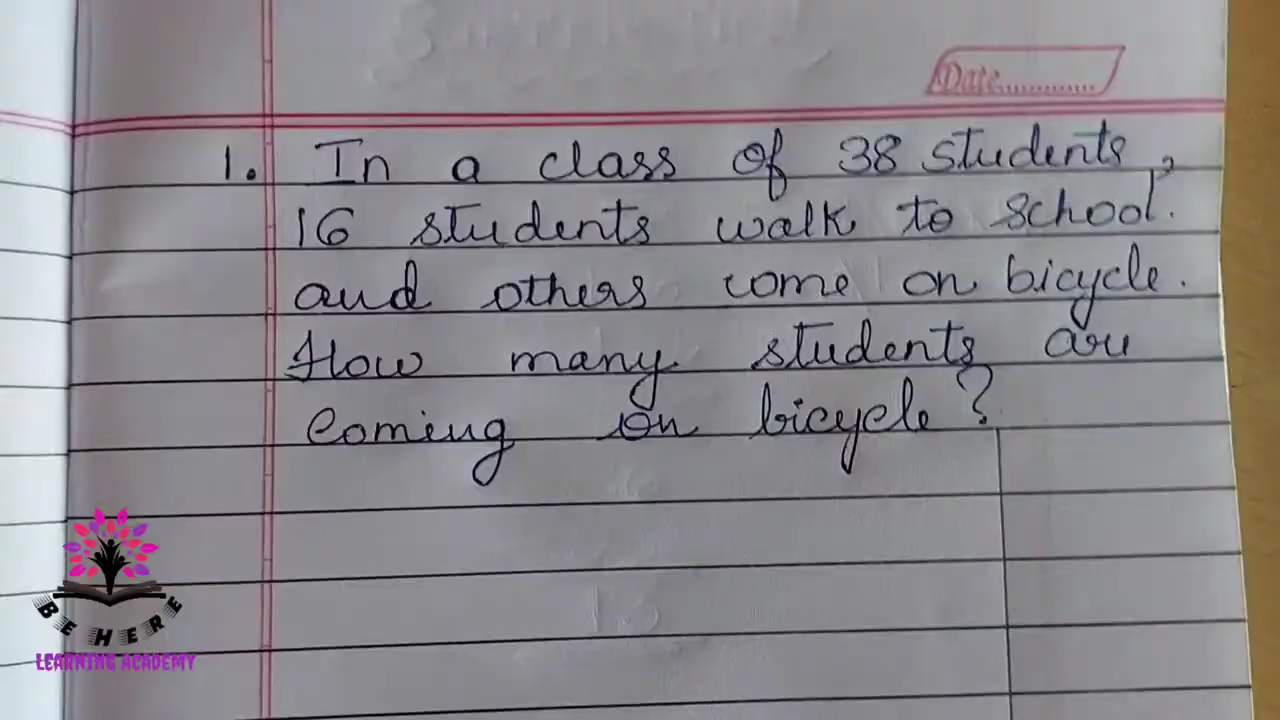 Date..............
1. In a class of 38 students,
16 students walk to school.
and others come on bicycle.
How many students are
coming on bicycle?
BE HERE
LEARNING ACADEMY